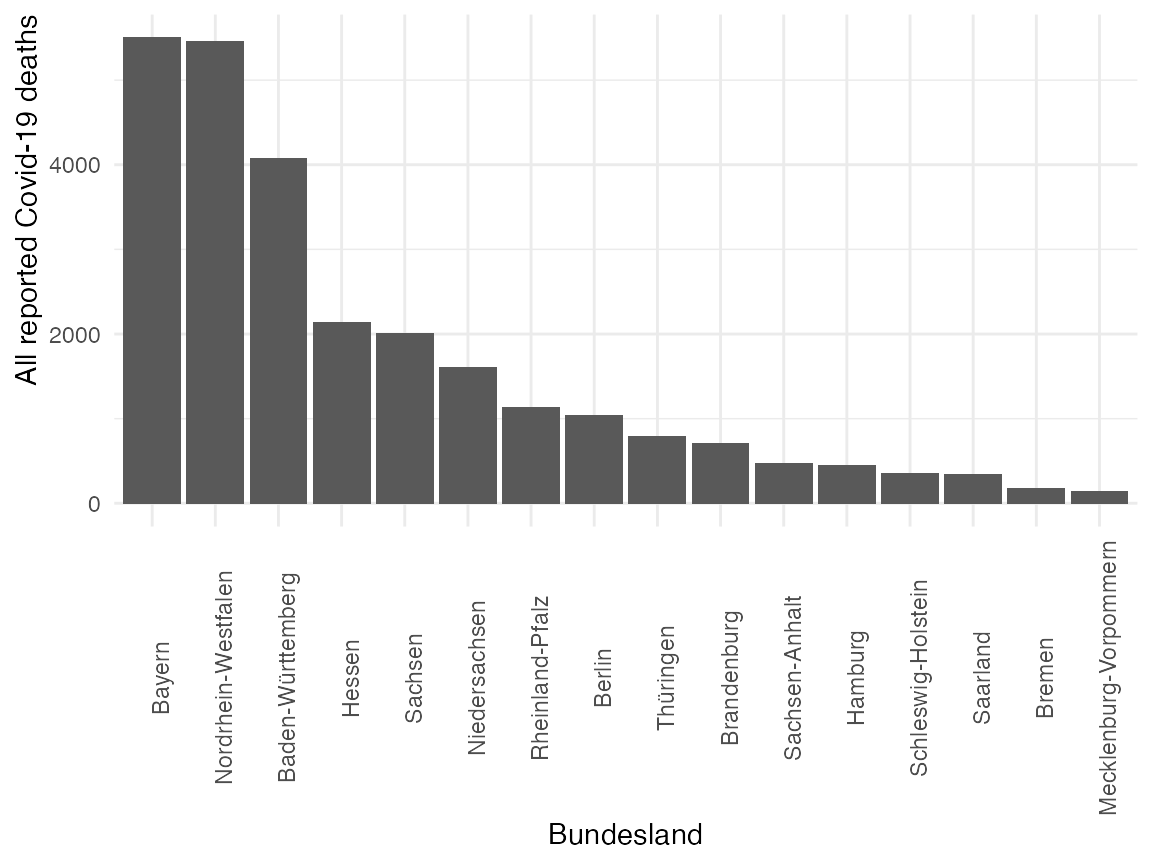 All reported Covid-19 deaths
4000
2000
0
Bayern
Nordrhein-Westfalen
Baden-Württemberg
Hessen
Sachsen
Niedersachsen
Rheinland-Pfalz
Berlin
Thüringen
Brandenburg
Sachsen-Anhalt
Hamburg
Schleswig-Holstein
Saarland
Bremen
Mecklenburg-Vorpommern
Bundesland